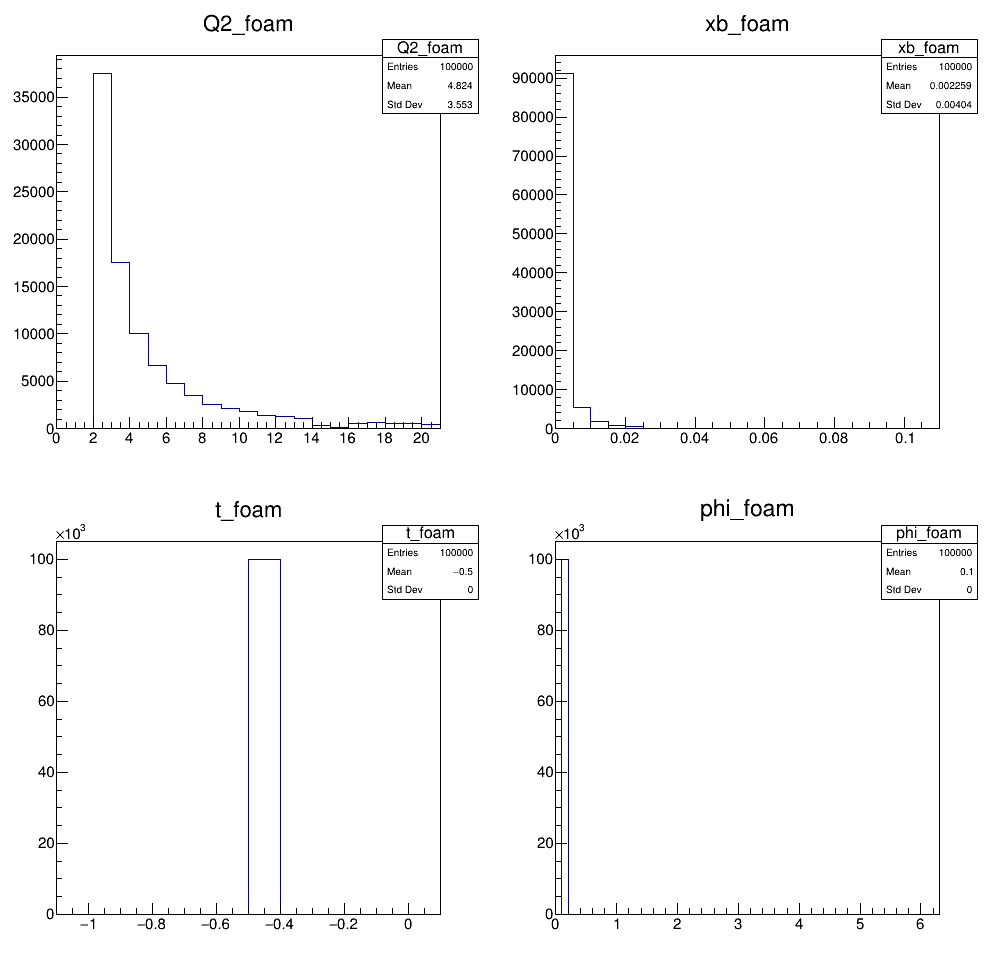 Q2_foam
Q2_foam
Entries 100000
Mean 4.824
Std Dev 3.553
35000
30000
25000
20000
15000
10000
5000
0
0 2 4 6 8 10 12 14 16 18 20
xb_foam
xb_foam
Entries 100000
Mean 0.002259
Std Dev 0.00404
90000
80000
70000
60000
50000
40000
30000
20000
10000
0
0 0.02 0.04 0.06 0.08 0.1
t_foam
×10³
t_foam
Entries 100000
Mean −0.5
Std Dev 0
100
80
60
40
20
0
−1 −0.8 −0.6 −0.4 −0.2 0
phi_foam
×10³
phi_foam
Entries 100000
Mean 0.1
Std Dev 0
100
80
60
40
20
0
0 1 2 3 4 5 6